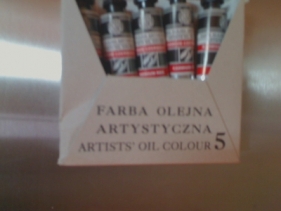 FARBA OLEJNA
ARTYSTYCZNA
ARTISTS' OIL COLOUR 5